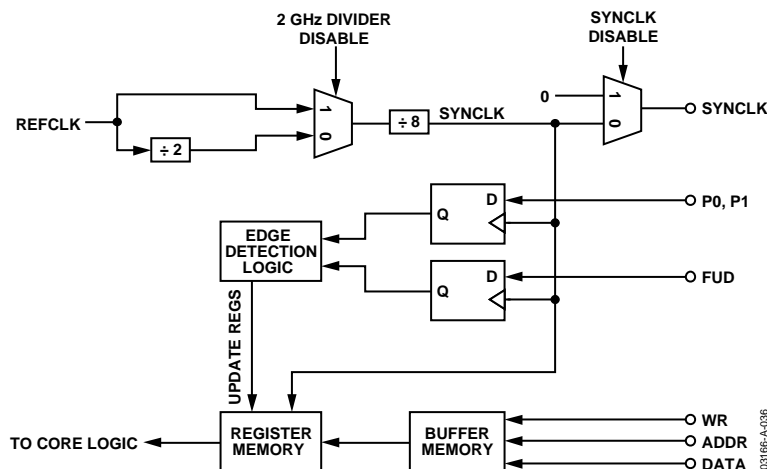 2 GHz DIVIDER
DISABLE
SYNCLK
DISABLE
REFCLK
÷ 2
1
0
÷ 8
SYNCLK
0
1
0
SYNCLK
Q
D
P0, P1
EDGE
DETECTION
LOGIC
Q
D
FUD
UPDATE REGS
TO CORE LOGIC
REGISTER
MEMORY
BUFFER
MEMORY
WR
ADDR
DATA
03166-A-036